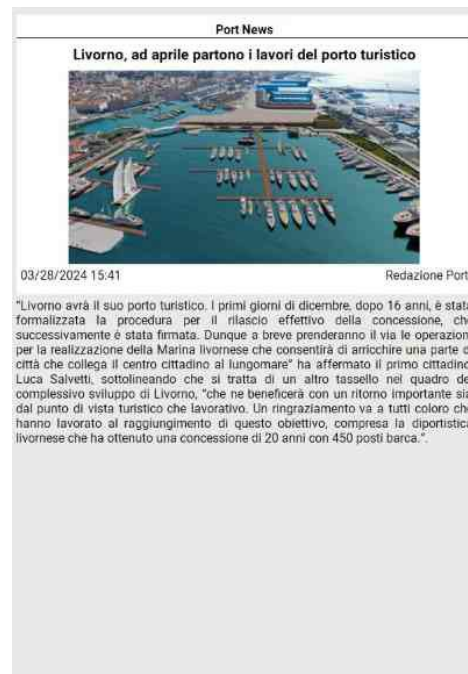 Port News
Livorno, ad aprile partono i lavori del porto turistico
03/28/2024 15:41
Redazione Port
"Livorno avrà il suo porto turistico. I primi giorni di dicembre, dopo 16 anni, è stata
formalizzata la procedura per il rilascio effettivo della concessione, che
successivamente è stata firmata. Dunque a breve prenderanno il via le operazion
per la realizzazione della Marina livornese che consentirà di arricchire una parte d
città che collega il centro cittadino al lungomare" ha affermato il primo cittadino
Luca Salvetti, sottolineando che si tratta di un altro tassello nel quadro de
complessivo sviluppo di Livorno, "che ne beneficerà con un ritorno importante sia
dal punto di vista turistico che lavorativo. Un ringraziamento va a tutti coloro che
hanno lavorato al raggiungimento di questo obiettivo, compresa la diportistica
livornese che ha ottenuto una concessione di 20 anni con 450 posti barca.".